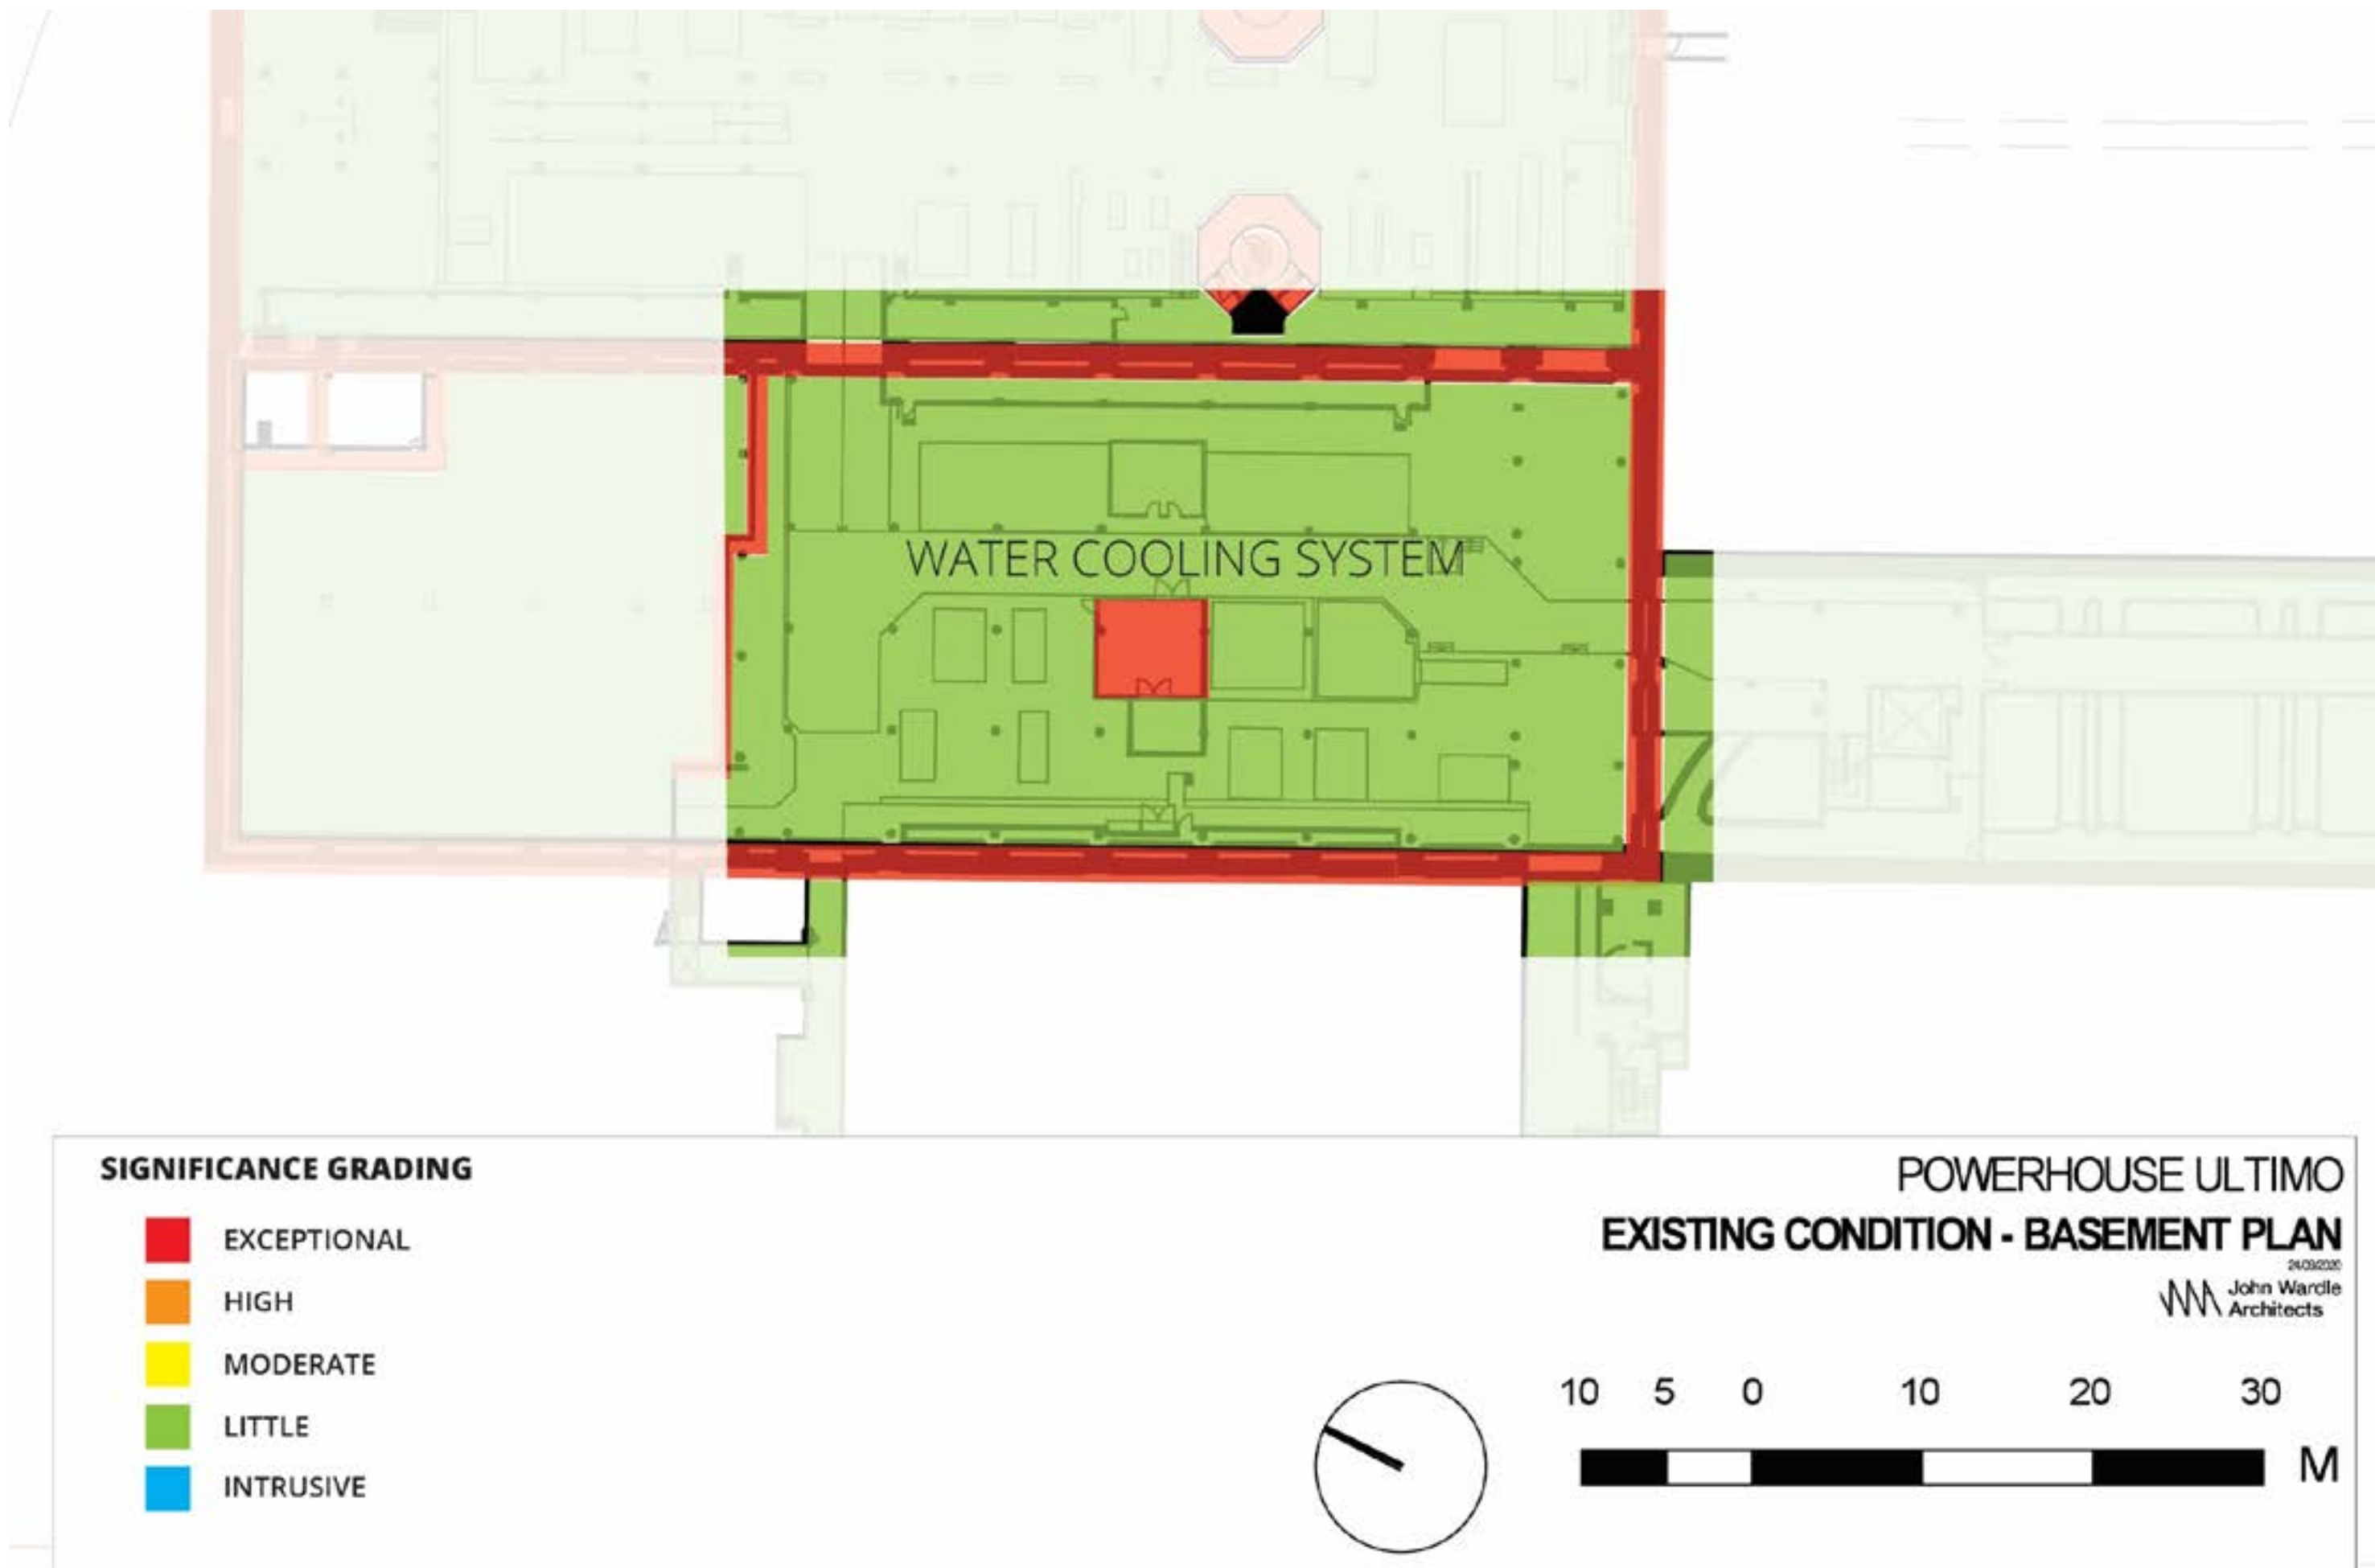 WATER COOLING SYSTEM
SIGNIFICANCE GRADING
EXCEPTIONAL
HIGH
MODERATE
LITTLE
INTRUSIVE
POWERHOUSE ULTIMO
EXISTING CONDITION - BASEMENT PLAN
John Wardle
Architects
10 5 0 10 20 30
M